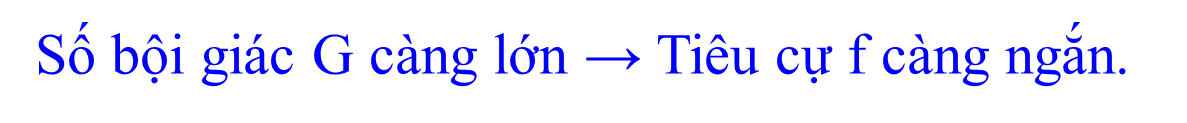 Số bội giác G càng lớn → Tiêu cự f càng ngắn.